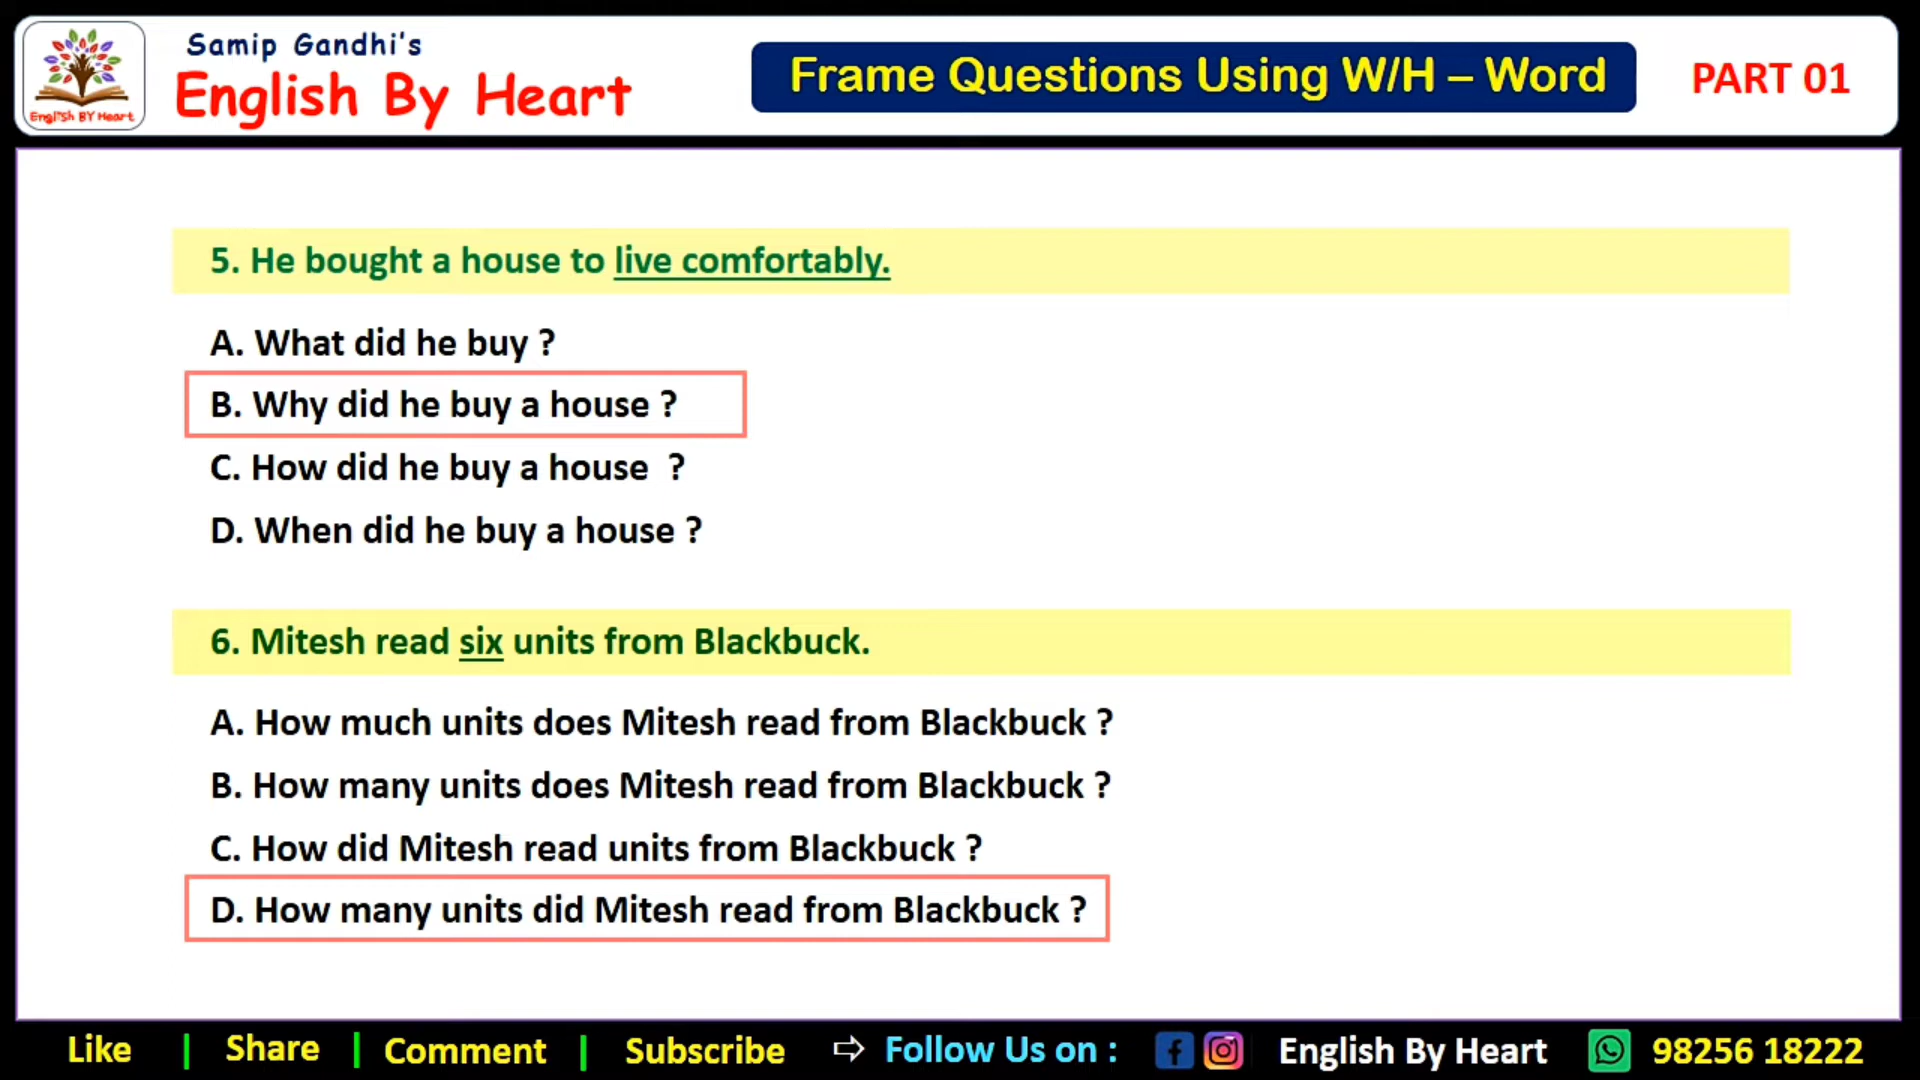 Samip Gandhi's
English By Heart
English BY Heart
Frame Questions Using W/H – Word
PART 01
5. He bought a house to live comfortably.
A. What did he buy ?
B. Why did he buy a house ?
C. How did he buy a house ?
D. When did he buy a house ?
6. Mitesh read six units from Blackbuck.
A. How much units does Mitesh read from Blackbuck ?
B. How many units does Mitesh read from Blackbuck ?
C. How did Mitesh read units from Blackbuck ?
D. How many units did Mitesh read from Blackbuck ?
Like | Share | Comment | Subscribe ⇨ Follow Us on : English By Heart 98256 18222